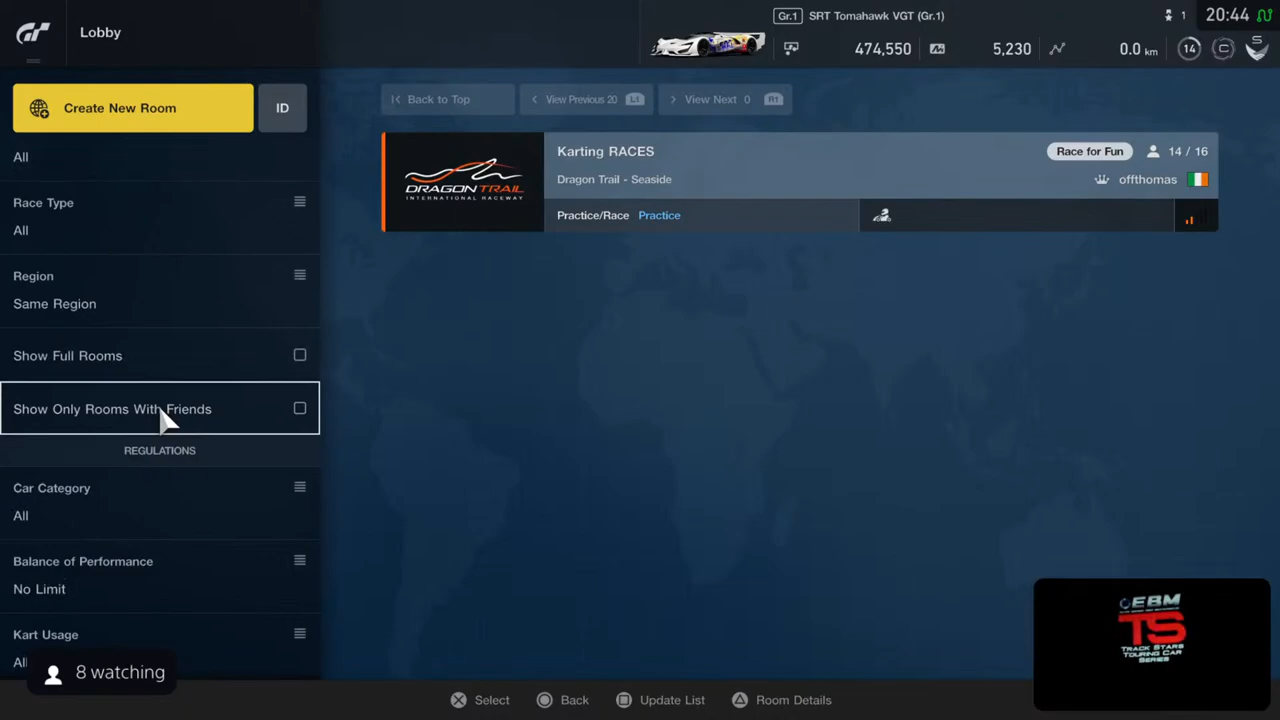 Lobby
Gr.1 SRT Tomahawk VGT (Gr.1)
1 20:44
474,550 5,230 0.0 km 14 C S
Create New Room ID
Back to Top View Previous 20 L1 View Next 0 R1
All
Race Type
All
Region
Same Region
Show Full Rooms
Show Only Rooms With Friends
REGULATIONS
Car Category
All
Balance of Performance
No Limit
Kart Usage
All
8 watching
DRAGON TRAIL
INTERNATIONAL RACEWAY
Karting RACES Race for Fun 14 / 16
Dragon Trail - Seaside offthomas
Practice/Race Practice
EBM
TS
TRACK STARS
TOURING CAR
SERIES
Select Back Update List Room Details